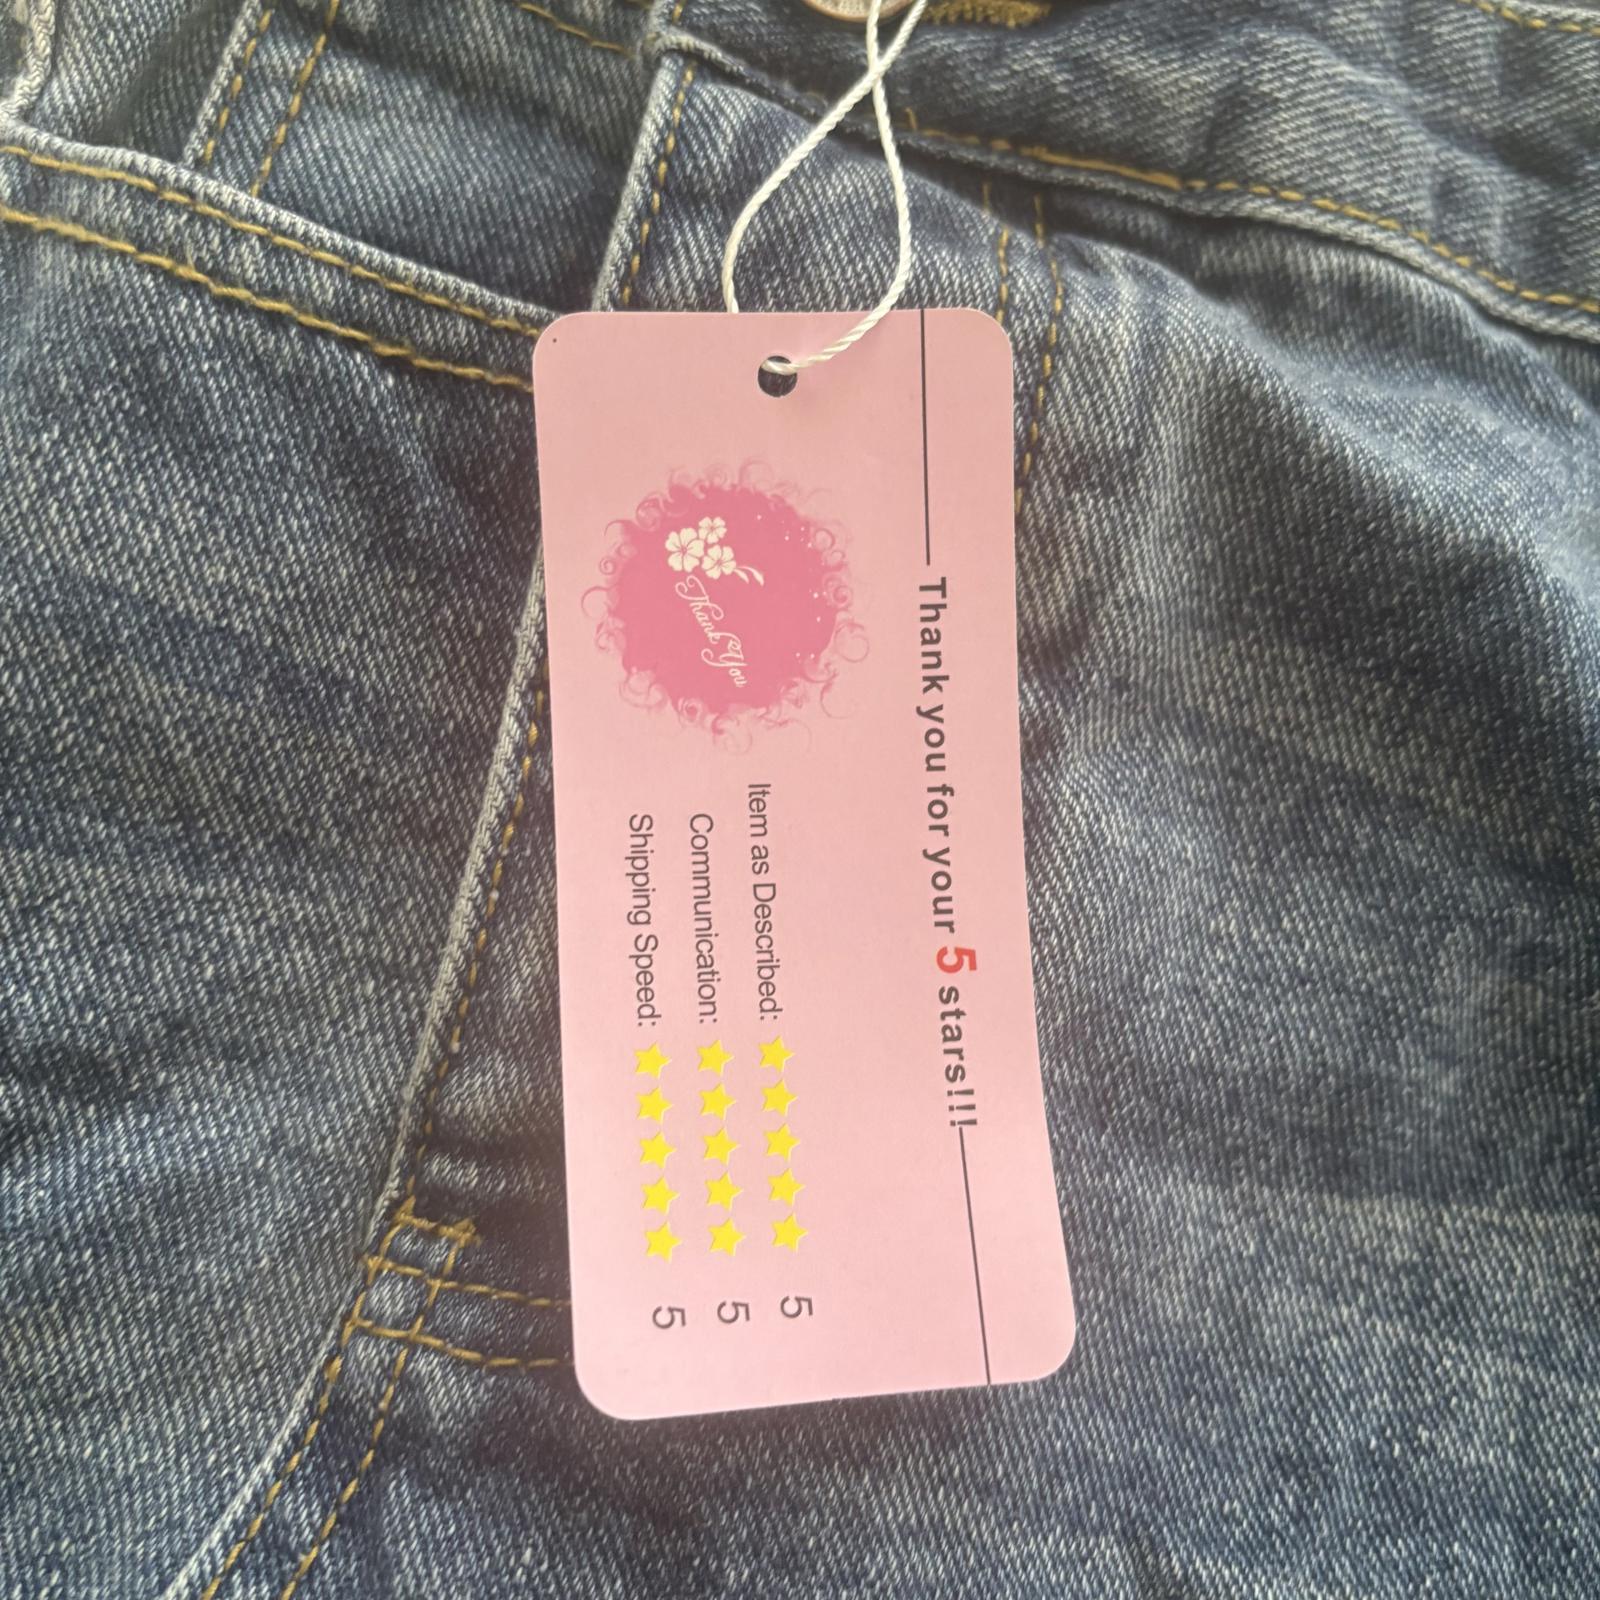 Thank you for your 5 stars!!!
Thank You
Item as Described: 5
Communication: 5
Shipping Speed: 5